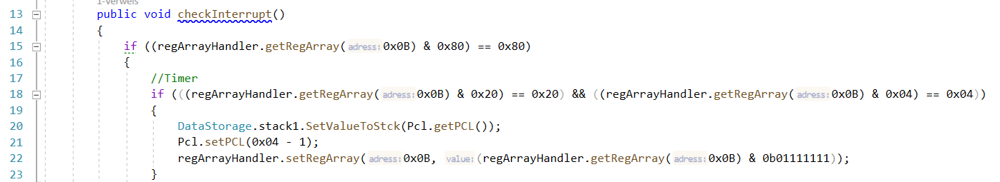 1-Verweis
13 public void checkInterrupt()
14 {
15 if ((regArrayHandler.getRegArray(adress:0x0B) & 0x80) == 0x80)
16 {
17 //Timer
18 if (((regArrayHandler.getRegArray(adress:0x0B) & 0x20) == 0x20) && ((regArrayHandler.getRegArray(adress:0x0B) & 0x04) == 0x04))
19 {
20 DataStorage.stack1.SetValueToStck(Pcl.getPCL());
21 Pcl.setPCL(0x04 - 1);
22 regArrayHandler.setRegArray(adress:0x0B, value:(regArrayHandler.getRegArray(adress:0x0B) & 0b01111111));
23 }